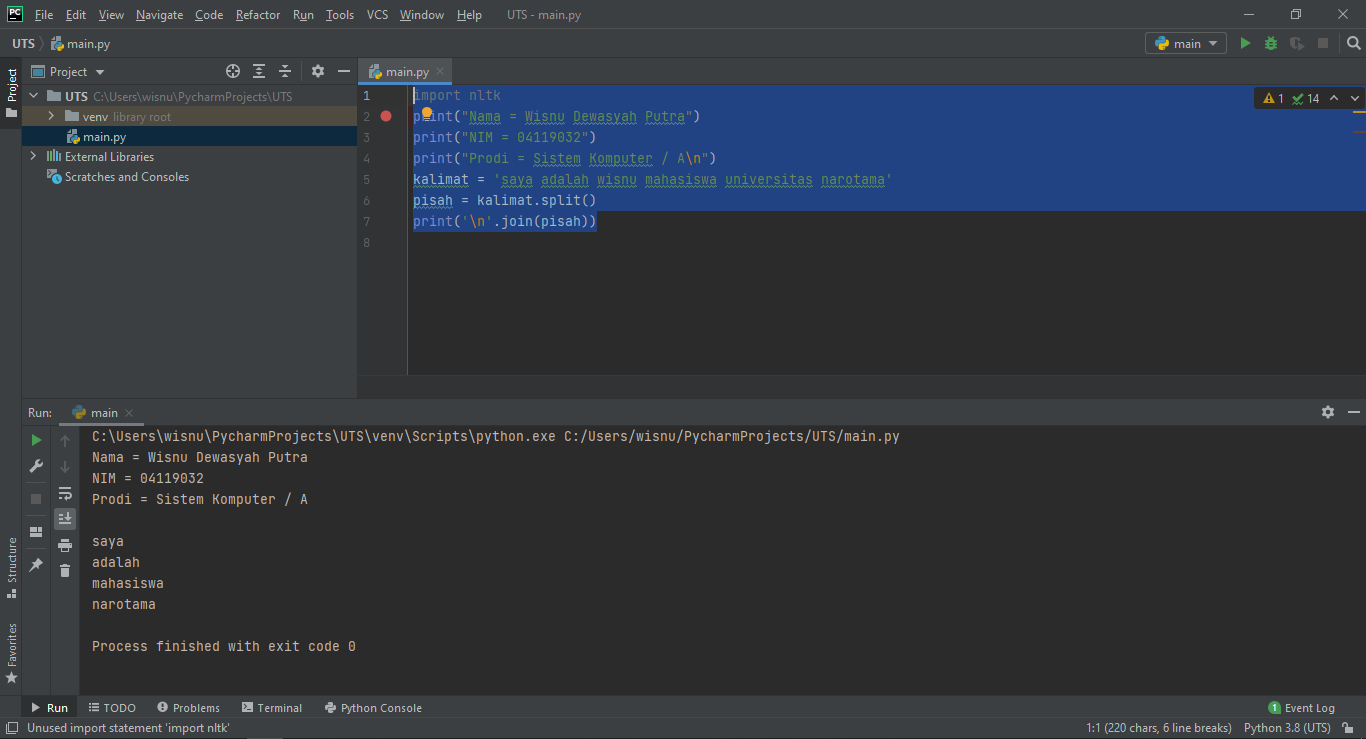 PC File Edit View Navigate Code Refactor Run Tools VCS Window Help UTS - main.py
UTS main.py
main
Project
Project
main.py
UTS C:\Users\wisnu\PycharmProjects\UTS
venv library root
main.py
External Libraries
Scratches and Consoles
1 import nltk
1 14
2 print("Nama = Wisnu Dewasyah Putra")
3 print("NIM = 04119032")
4 print("Prodi = Sistem Komputer / A\n")
5 kalimat = 'saya adalah wisnu mahasiswa universitas narotama'
6 pisah = kalimat.split()
7 print('\n'.join(pisah))
8
Run: main
C:\Users\wisnu\PycharmProjects\UTS\venv\Scripts\python.exe C:/Users/wisnu/PycharmProjects/UTS/main.py
Nama = Wisnu Dewasyah Putra
NIM = 04119032
Prodi = Sistem Komputer / A
saya
adalah
mahasiswa
narotama
Process finished with exit code 0
Structure
Favorites
Run TODO Problems Terminal Python Console
1 Event Log
Unused import statement 'import nltk'
1:1 (220 chars, 6 line breaks) Python 3.8 (UTS)